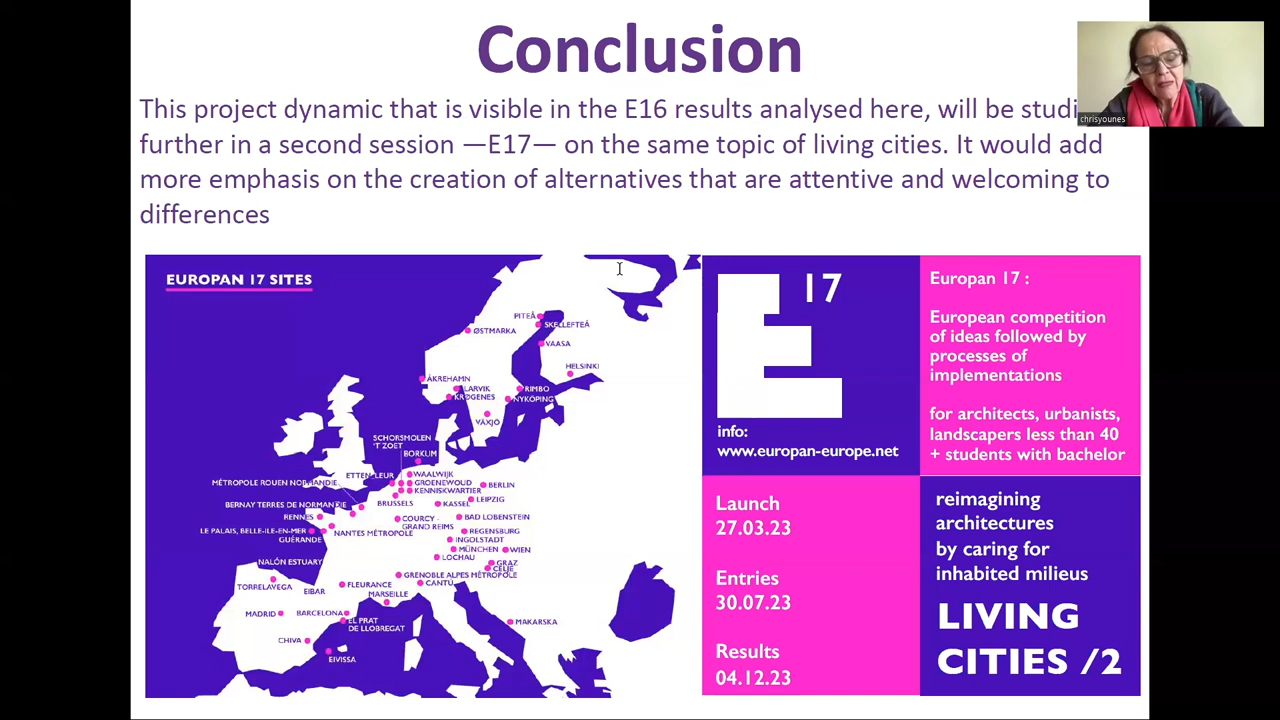 Conclusion
chrisyounes
This project dynamic that is visible in the E16 results analysed here, will be
further in a second session —E17— on the same topic of living cities. It would add
more emphasis on the creation of alternatives that are attentive and welcoming to
differences
EUROPAN 17 SITES
PITEÅ
SKELLEFTEÅ
ØSTMARKA
VAASA
HELSINKI
ÅKREHAMN
LARVIK
RIMBO
KRØGENES
NYKÖPING
VÄXJÖ
SCHORSMOLEN
'T ZOET
BORKUM
ETTEN-LEUR
WAALWIJK
MÉTROPOLE ROUEN NORMANDIE
GROENEWOUD
BERLIN
KENNISKWARTIER
LEIPZIG
BERNAY TERRES DE NORMANDIE
BRUSSELS
KASSEL
RENNES
COURCY -
GRAND REIMS
BAD LOBENSTEIN
LE PALAIS, BELLE-ILE-EN-MER
NANTES MÉTROPOLE
REGENSBURG
GUÉRANDE
INGOLSTADT
MÜNCHEN
WIEN
LOCHAU
NALÓN ESTUARY
GRAZ
CELJE
GRENOBLE ALPES MÉTROPOLE
TORRELAVEGA
EIBAR
FLEURANCE
CANTÚ
MARSEILLE
MADRID
BARCELONA
EL PRAT
DE LLOBREGAT
MAKARSKA
CHIVA
EIVISSA
E 17
info:
www.europan-europe.net
Europan 17 :
European competition
of ideas followed by
processes of
implementations
for architects, urbanists,
landscapers less than 40
+ students with bachelor
Launch
27.03.23
Entries
30.07.23
Results
04.12.23
reimagining
architectures
by caring for
inhabited milieus
LIVING
CITIES /2